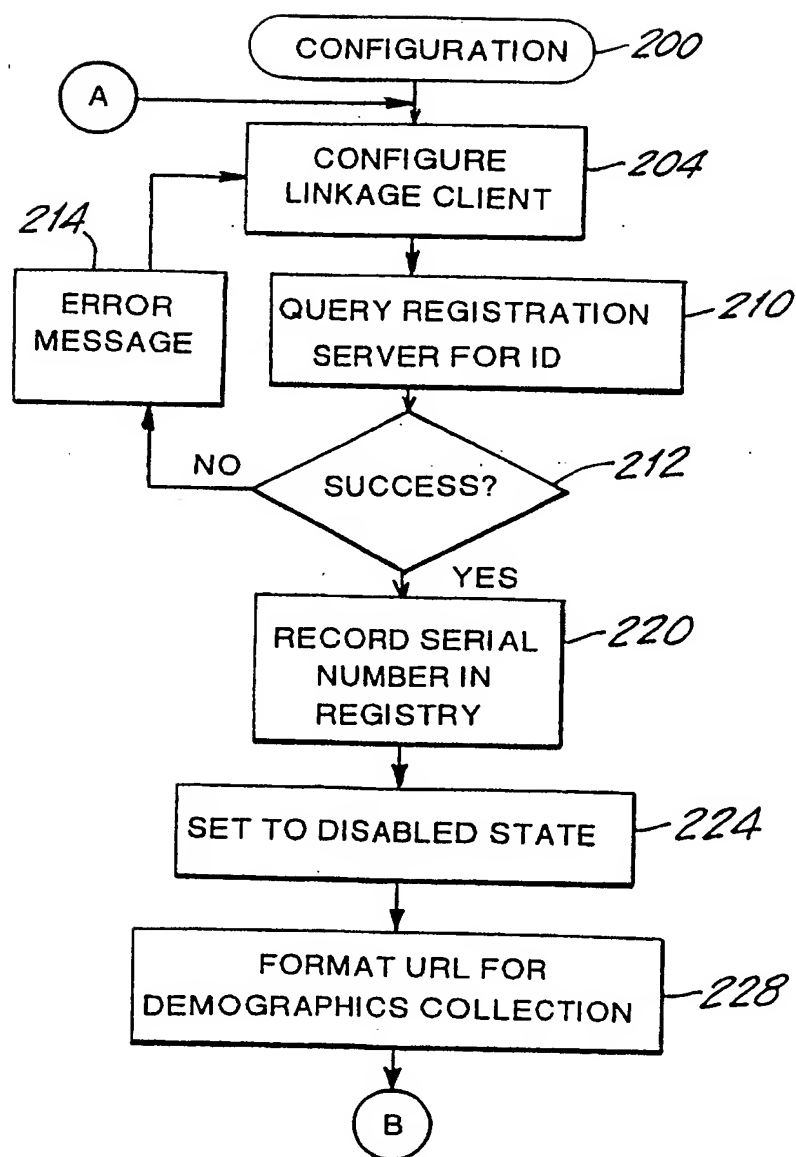 CONFIGURATION
200
A
CONFIGURE
LINKAGE CLIENT
204
214
ERROR
MESSAGE
QUERY REGISTRATION
SERVER FOR ID
210
NO
SUCCESS?
212
YES
RECORD SERIAL
NUMBER IN
REGISTRY
220
SET TO DISABLED STATE
224
FORMAT URL FOR
DEMOGRAPHICS COLLECTION
228
B